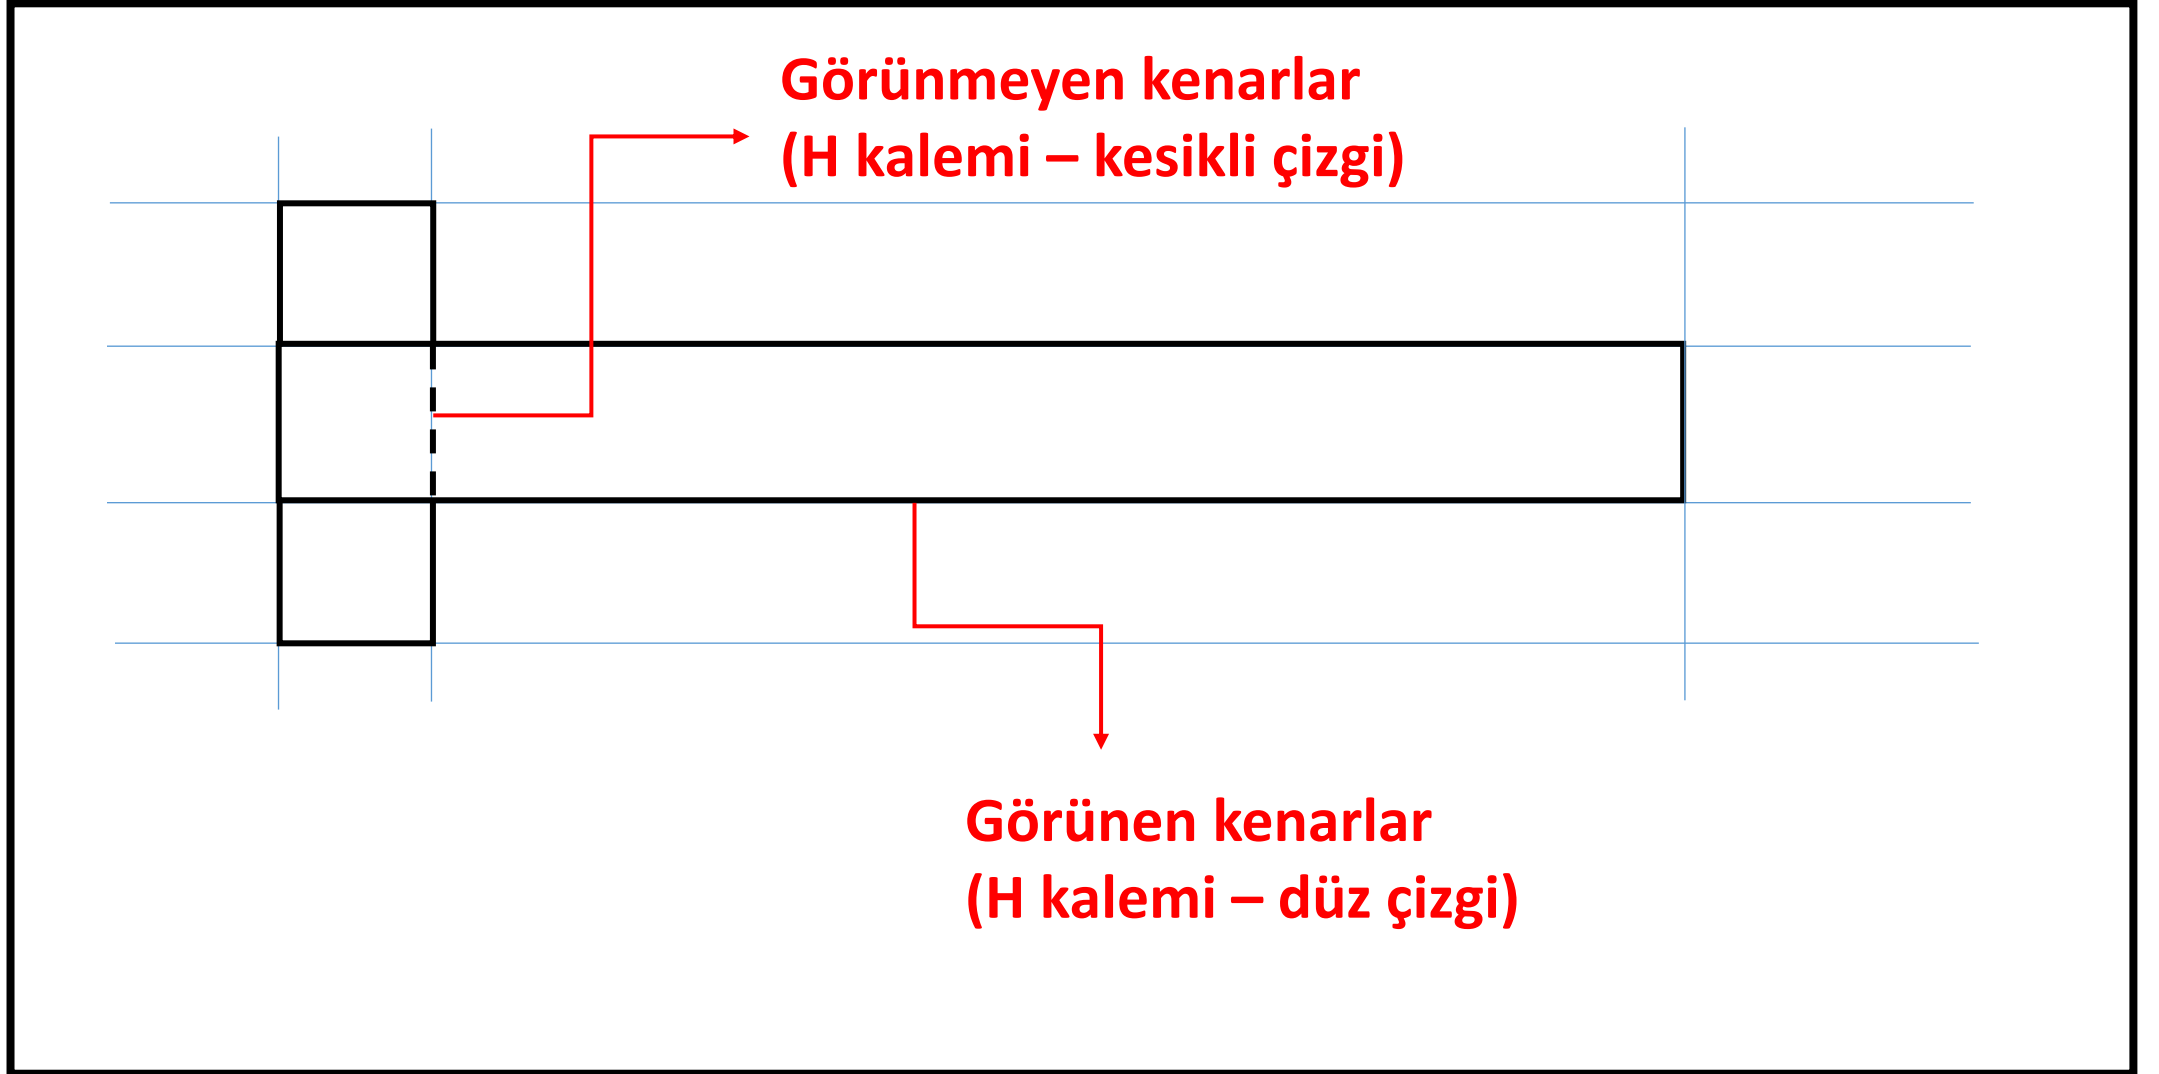 Görünmeyen kenarlar
(H kalemi – kesikli çizgi)
Görünen kenarlar
(H kalemi – düz çizgi)